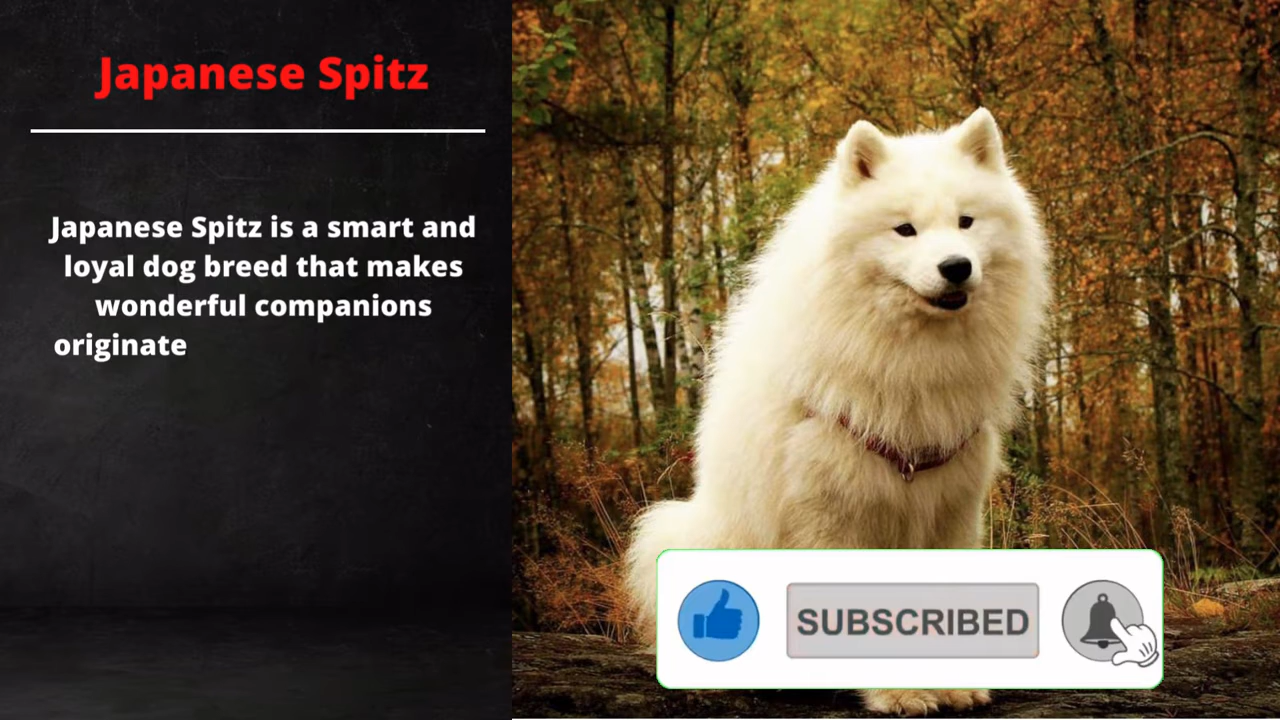 Japanese Spitz
Japanese Spitz is a smart and
loyal dog breed that makes
wonderful companions
originate
SUBSCRIBED